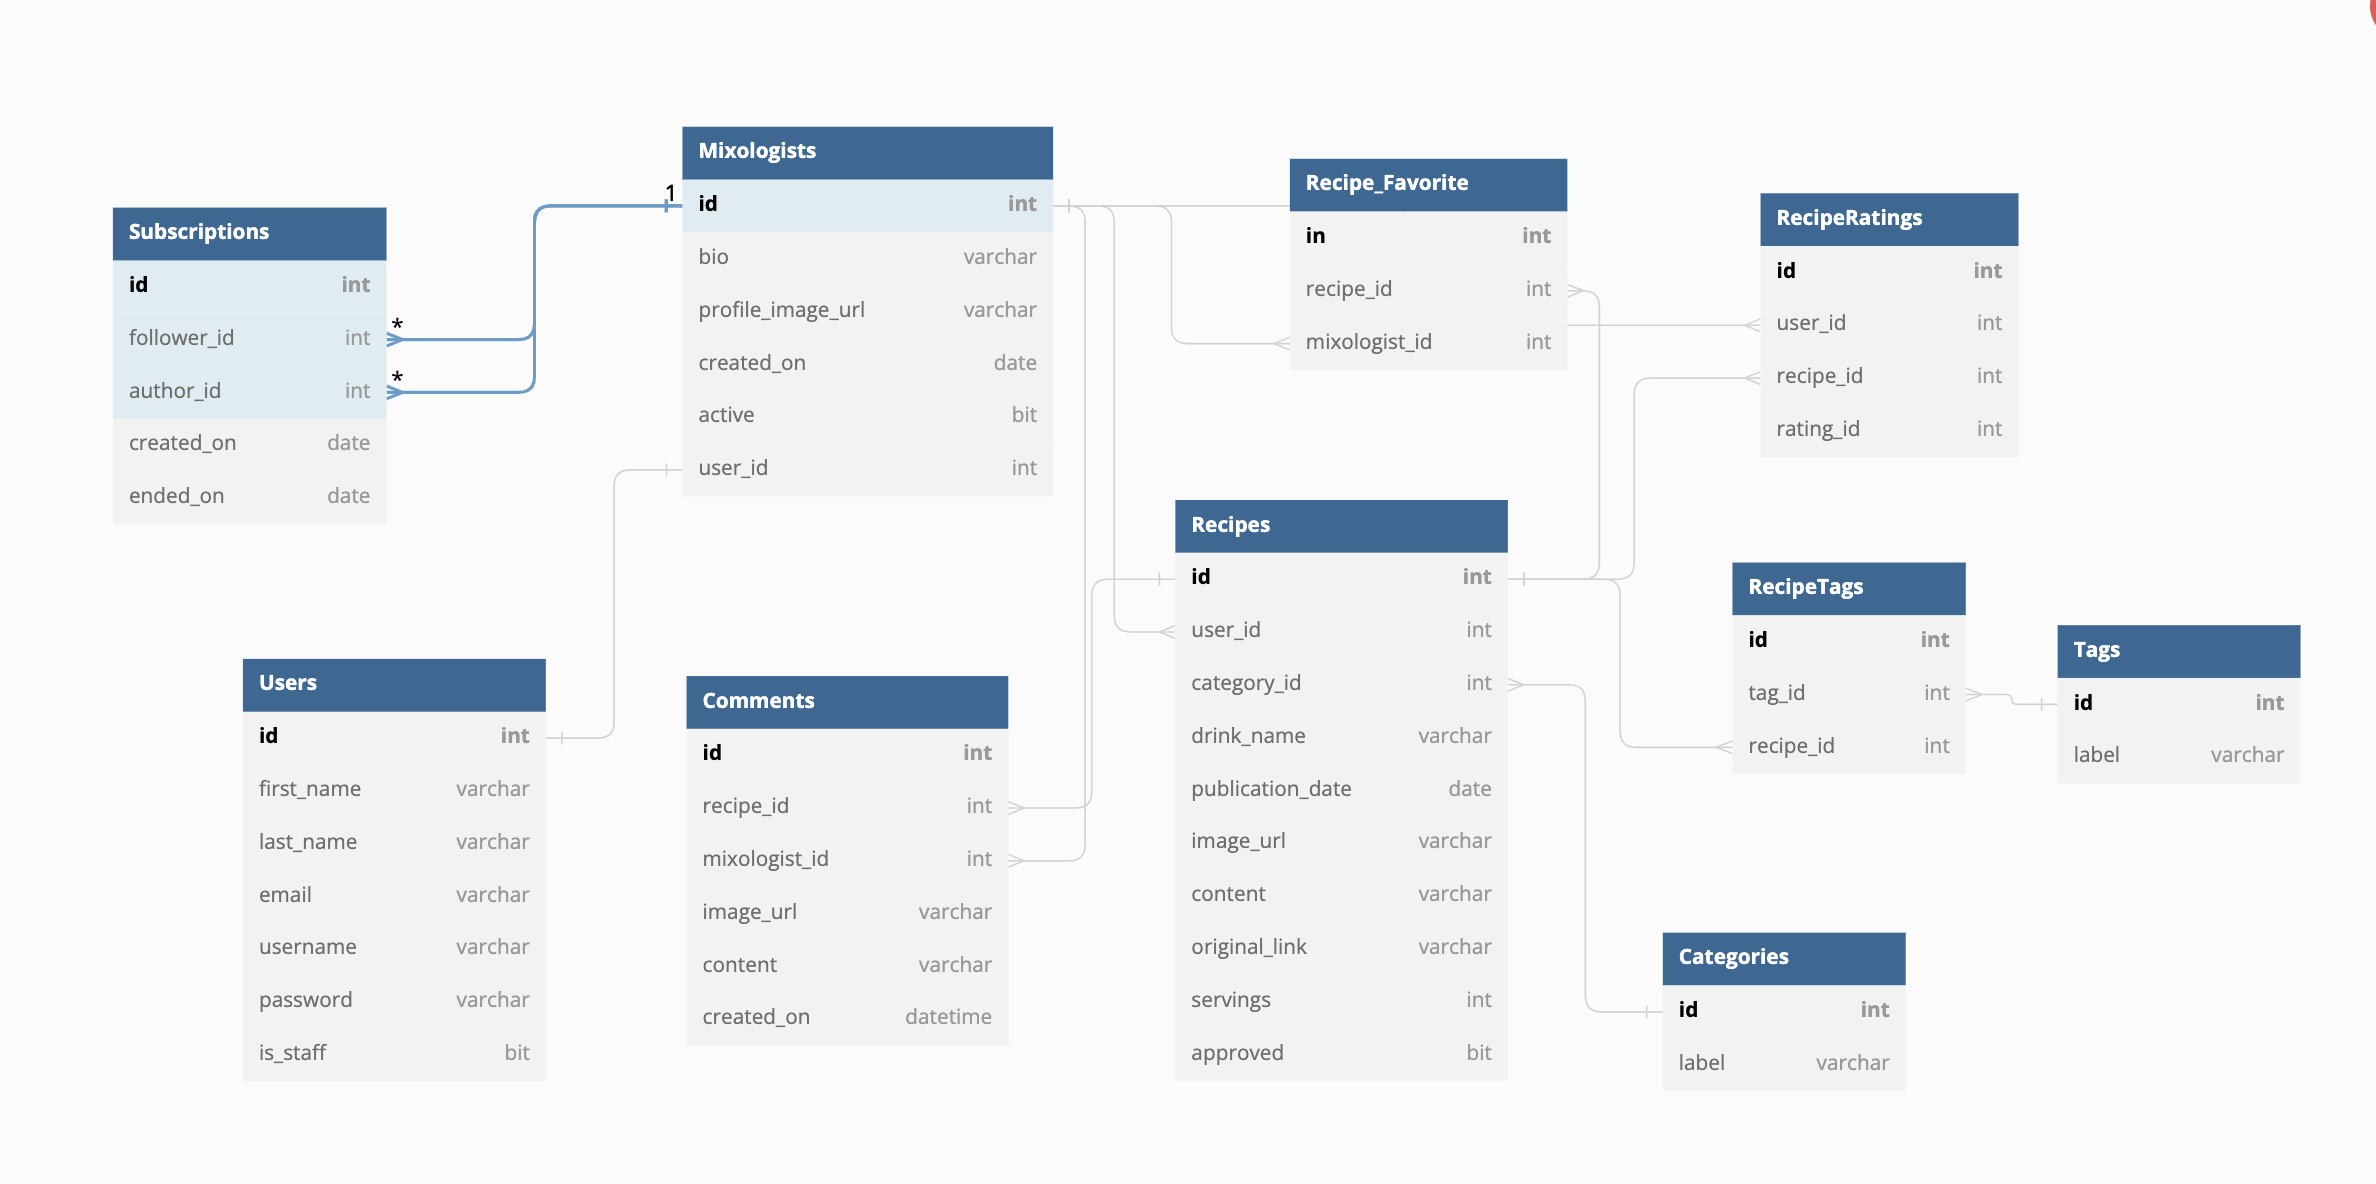 Subscriptions
id int
follower_id int
author_id int
created_on date
ended_on date
*
*
1
Mixologists
id int
bio varchar
profile_image_url varchar
created_on date
active bit
user_id int
Recipe_Favorite
in int
recipe_id int
mixologist_id int
RecipeRatings
id int
user_id int
recipe_id int
rating_id int
Users
id int
first_name varchar
last_name varchar
email varchar
username varchar
password varchar
is_staff bit
Comments
id int
recipe_id int
mixologist_id int
image_url varchar
content varchar
created_on datetime
Recipes
id int
user_id int
category_id int
drink_name varchar
publication_date date
image_url varchar
content varchar
original_link varchar
servings int
approved bit
RecipeTags
id int
tag_id int
recipe_id int
Tags
id int
label varchar
Categories
id int
label varchar